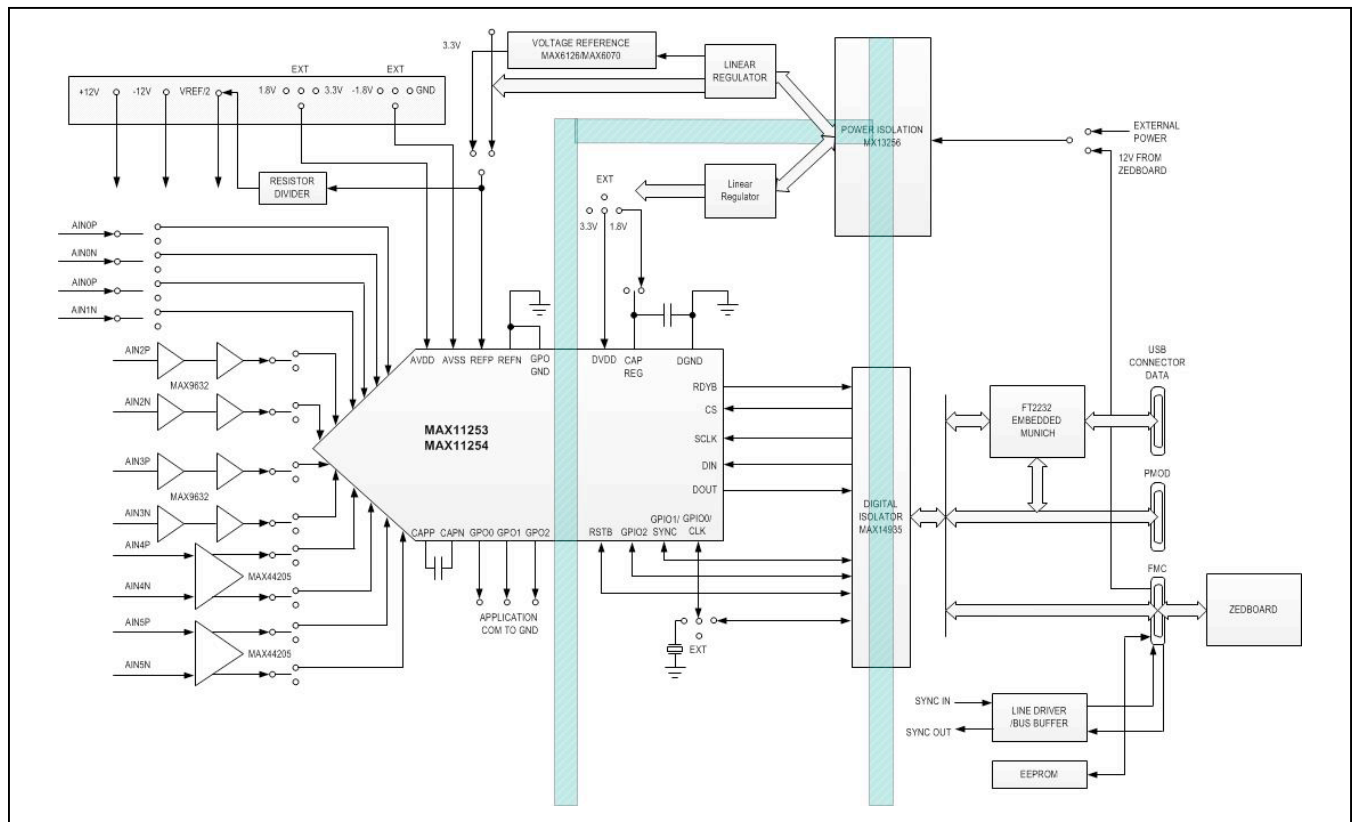 3.3V
VOLTAGE REFERENCE
MAX6126/MAX6070
LINEAR
REGULATOR
EXT
EXT
+12V
-12V
VREF/2
1.8V
3.3V
-1.8V
GND
POWER ISOLATION
MX13256
EXTERNAL
POWER
12V FROM
ZEDBOARD
RESISTOR
DIVIDER
EXT
Linear
Regulator
3.3V
1.8V
AIN0P
AIN0N
AIN0P
AIN1N
AIN2P
MAX9632
AIN2N
AIN3P
MAX9632
AIN3N
AIN4P
MAX44205
AIN4N
AIN5P
MAX44205
AIN5N
AVDD
AVSS
REFP
REFN
GPO
GND
DVDD
CAP
REG
DGND
MAX11253
MAX11254
RDYB
CS
SCLK
DIN
DOUT
CAPP
CAPN
GPO0
GPO1
GPO2
RSTB
GPIO2
GPIO1/
SYNC
GPIO0/
CLK
APPLICATION
COM TO GND
EXT
DIGITAL
ISOLATOR
MAX14935
USB
CONNECTOR
DATA
FT2232
EMBEDDED
MUNICH
PMOD
FMC
ZEDBOARD
SYNC IN
SYNC OUT
LINE DRIVER
/BUS BUFFER
EEPROM